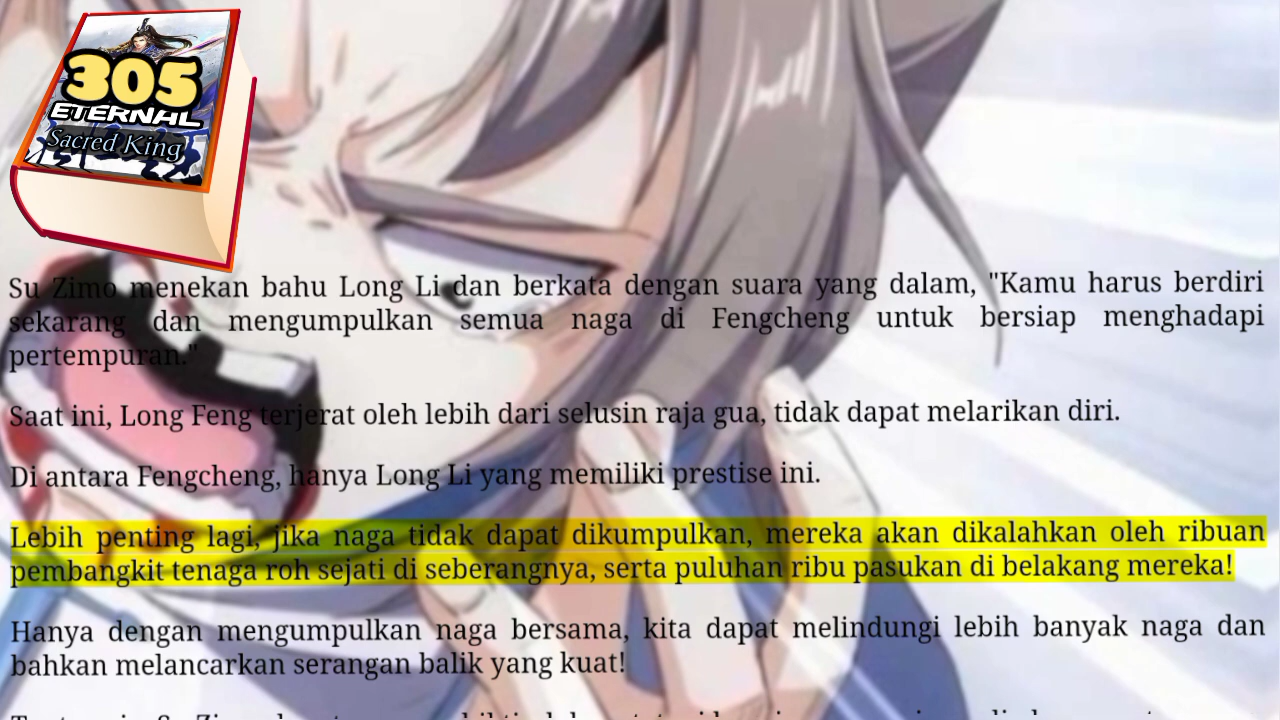 305
ETERNAL
Sacred King
Su Zimo menekan bahu Long Li dan berkata dengan suara yang dalam, "Kamu harus berdiri
sekarang dan mengumpulkan semua naga di Fengcheng untuk bersiap menghadapi
pertempuran."
Saat ini, Long Feng terjerat oleh lebih dari selusin raja gua, tidak dapat melarikan diri.
Di antara Fengcheng, hanya Long Li yang memiliki prestise ini.
Lebih penting lagi, jika naga tidak dapat dikumpulkan, mereka akan dikalahkan oleh ribuan
pembangkit tenaga roh sejati di seberangnya, serta puluhan ribu pasukan di belakang mereka!
Hanya dengan mengumpulkan naga bersama, kita dapat melindungi lebih banyak naga dan
bahkan melancarkan serangan balik yang kuat!